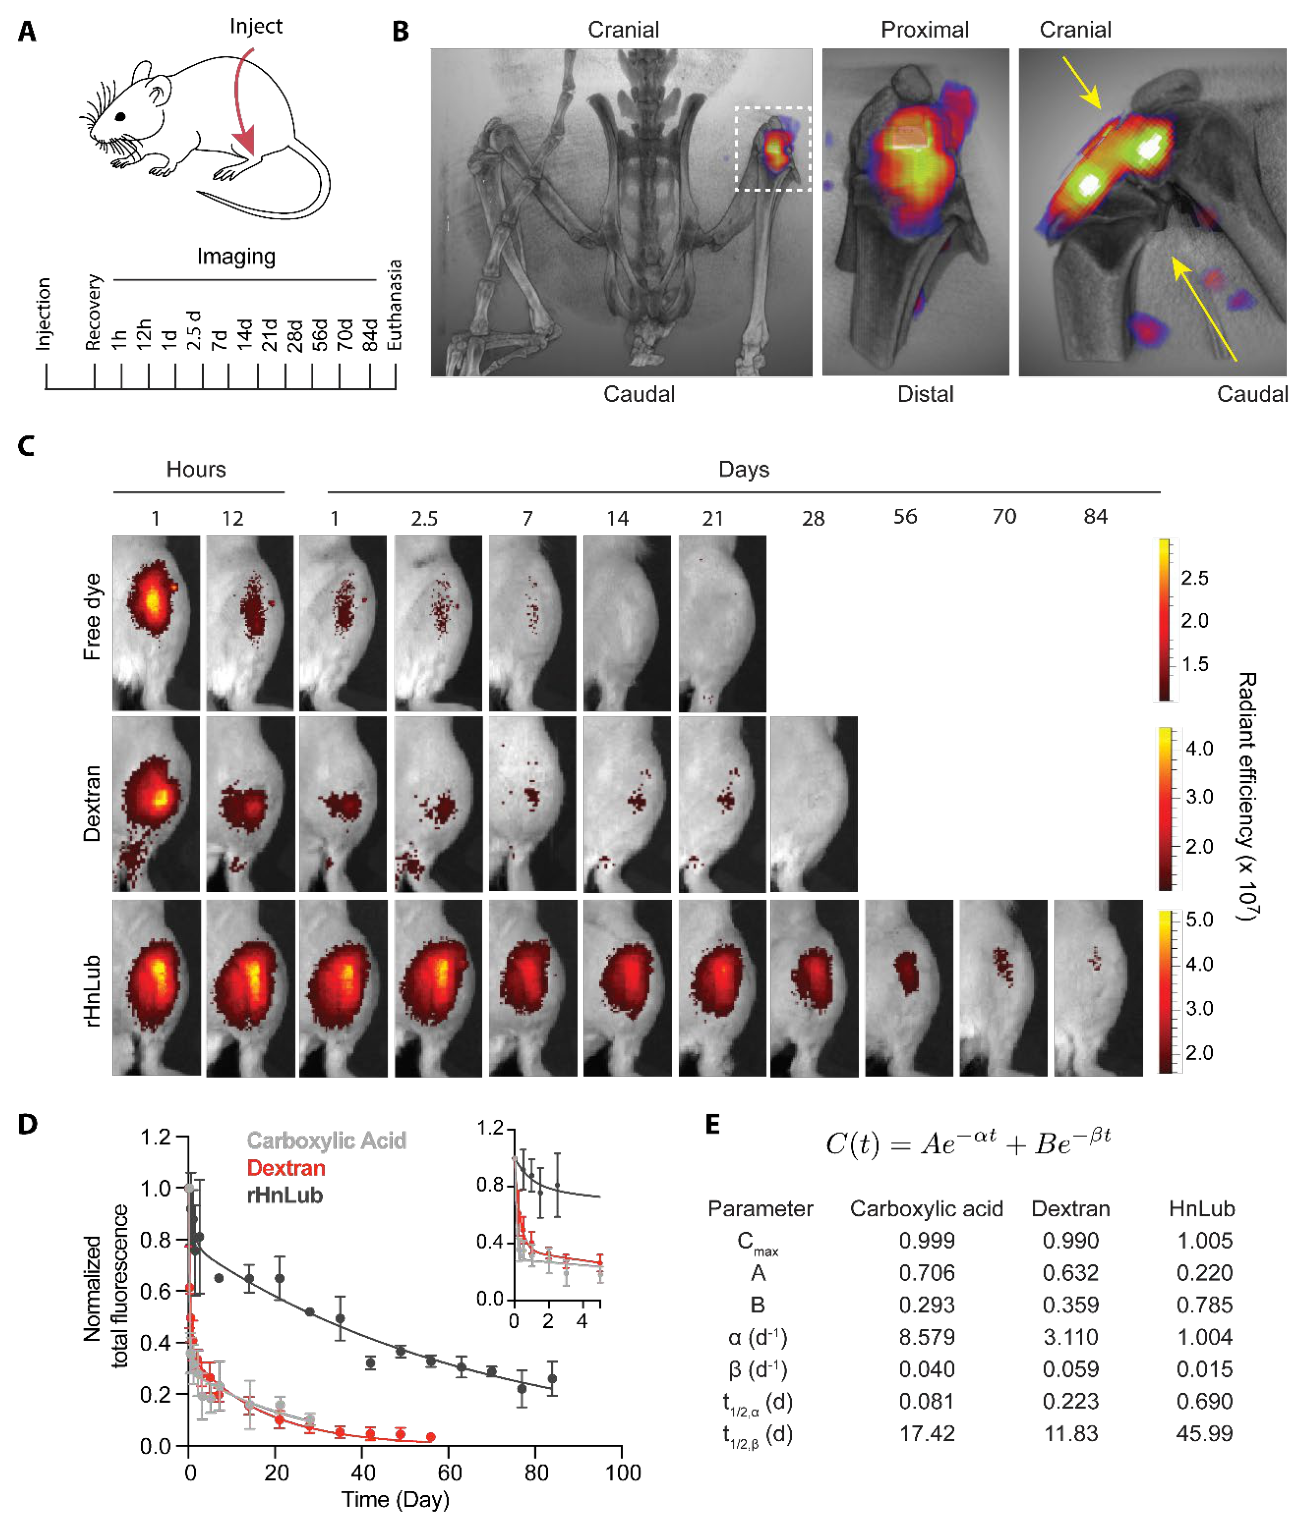 A
Inject
Imaging
Injection
Recovery
1h
12h
1d
2.5 d
7d
14d
21d
28d
56d
70d
84d
Euthanasia
B
Cranial
Proximal
Cranial
Caudal
Distal
Caudal
C
Hours
Days
1 12 1 2.5 7 14 21 28 56 70 84
Free dye
2.5
2.0
1.5
Dextran
4.0
3.0
2.0
rHnLub
5.0
4.0
3.0
2.0
Radiant efficiency (x 10⁷)
D
Carboxylic Acid
Dextran
rHnLub
Normalized
total fluorescence
1.2
1.0
0.8
0.6
0.4
0.2
0.0
0 20 40 60 80 100
Time (Day)
1.2
0.8
0.4
0.0
0 2 4
E
C(t) = Ae^{−αt} + Be^{−βt}
Parameter Carboxylic acid Dextran HnLub
C_max 0.999 0.990 1.005
A 0.706 0.632 0.220
B 0.293 0.359 0.785
α (d⁻¹) 8.579 3.110 1.004
β (d⁻¹) 0.040 0.059 0.015
t_{1/2,α} (d) 0.081 0.223 0.690
t_{1/2,β} (d) 17.42 11.83 45.99